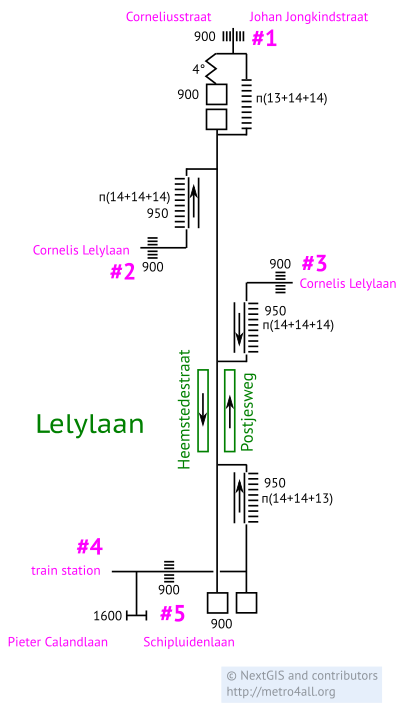 Corneliusstraat Johan Jongkindstraat
900 #1
4°
900 п(13+14+14)
п(14+14+14)
950
Cornelis Lelylaan
#2 900
900 #3
Cornelis Lelylaan
950
п(14+14+14)
Heemstedestraat
Postjesweg
Lelylaan
950
п(14+14+13)
#4
train station
900
1600 #5
900
Pieter Calandlaan Schipluidenlaan
© NextGIS and contributors
http://metro4all.org